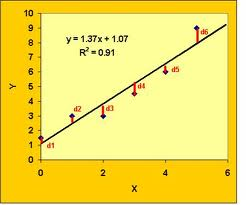 10
9
8
7
6
5
4
3
2
1
0
Y
y = 1.37x + 1.07
R² = 0.91
d1
d2
d3
d4
d5
d6
0 2 4 6
X